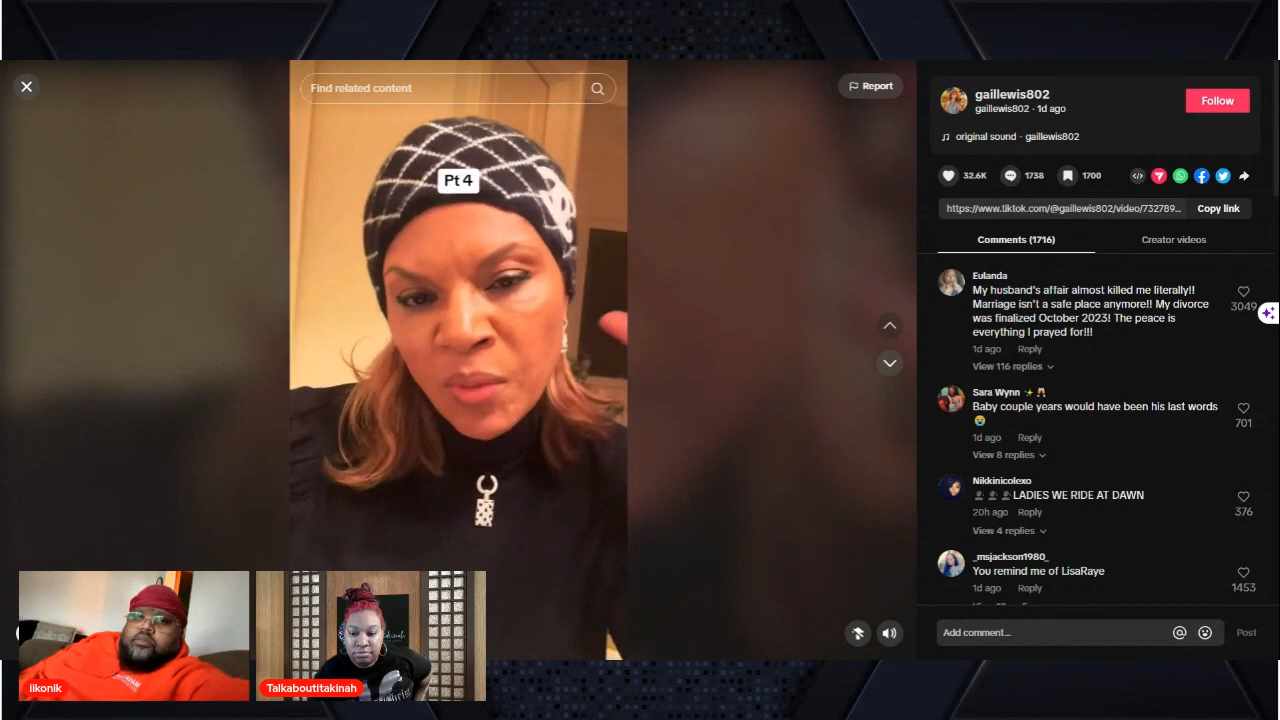 Find related content
Report
Pt 4
gaillewis802
gaillewis802 · 1d ago
Follow
original sound - gaillewis802
32.6K
1738
1700
https://www.tiktok.com/@gaillewis802/video/732789...
Copy link
Comments (1716)
Creator videos
Eulanda
My husband's affair almost killed me literally!!
Marriage isn't a safe place anymore!! My divorce
was finalized October 2023! The peace is
everything I prayed for!!!
3049
1d ago Reply
View 116 replies
Sara Wynn ✨ 🥂
Baby couple years would have been his last words
😭
701
1d ago Reply
View 8 replies
Nikkinicolexo
LADIES WE RIDE AT DAWN
376
20h ago Reply
View 4 replies
_msjackson1980_
You remind me of LisaRaye
1d ago Reply
1453
Add comment...
Post
iikonik
Talkaboutitakinah